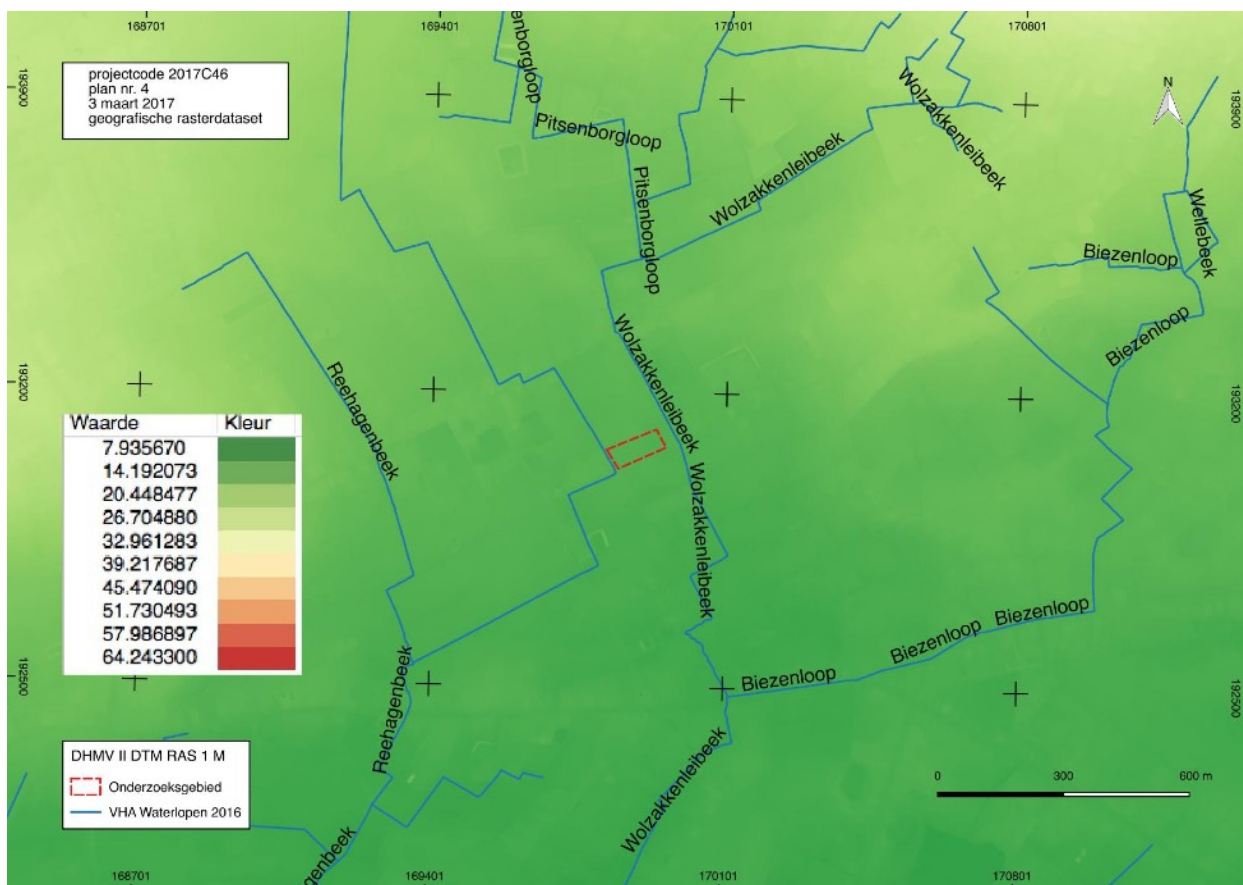 168701 169401 170101 170801
projectcode 2017C46
plan nr. 4
3 maart 2017
geografische rasterdataset
193900
193900
N
enborgloop
Pitsenborgloop
Pitsenborgloop
Wolzakkenleibeek
Wolzakkenleibeek
Wetlebeek
Biezenloop
Biezenloop
Wolzakkenleibeek
Reehagenbeek
193200
193200
Waarde Kleur
7.935670
14.192073
20.448477
26.704880
32.961283
39.217687
45.474090
51.730493
57.986897
64.243300
Wolzakkenleibeek
Biezenloop
Biezenloop
Biezenloop
192500
192500
Reehagenbeek
Wolzakkenleibeek
DHMV II DTM RAS 1 M
Onderzoeksgebied
VHA Waterlopen 2016
0 300 600 m
genbeek
168701 169401 170101 170801